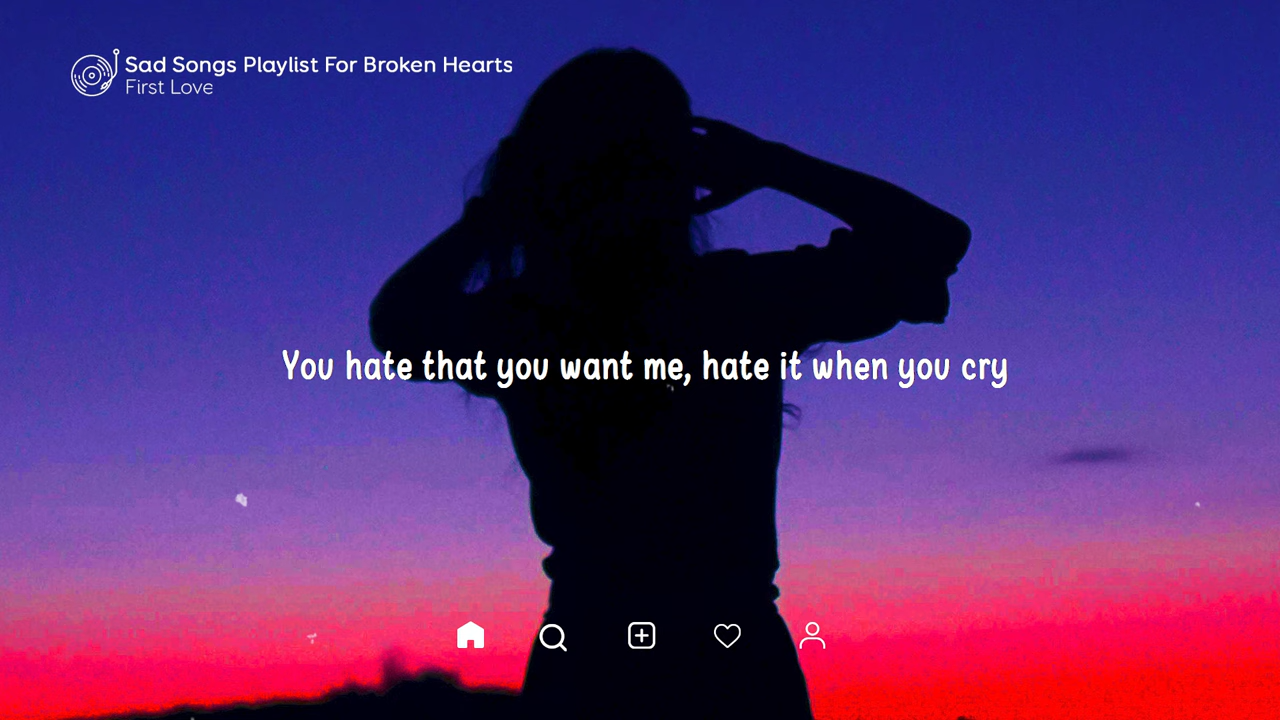 Sad Songs Playlist For Broken Hearts
First Love
You hate that you want me, hate it when you cry